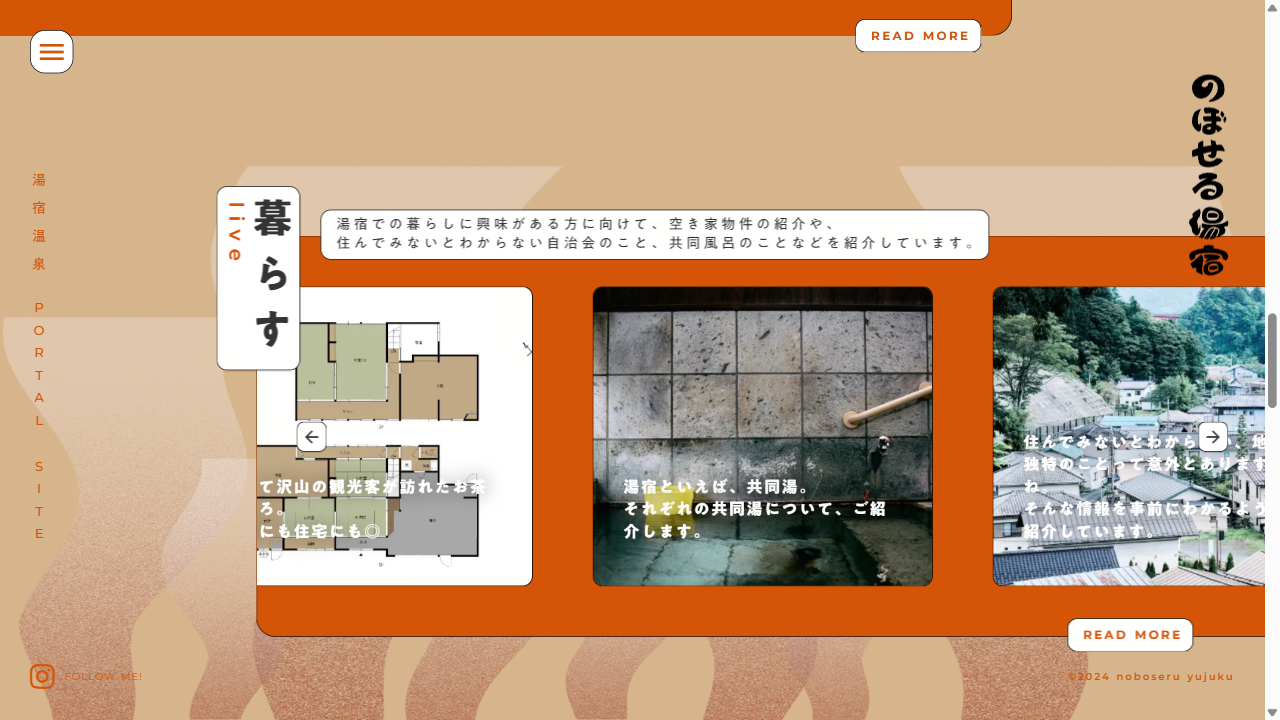 READ MORE
のぼせる湯宿
湯宿温泉 PORTAL SITE
暮らす
live
湯宿での暮らしに興味がある方に向けて、空き家物件の紹介や、
住んでみないとわからない自治会のこと、共同風呂のことなどを紹介しています。
て沢山の観光客が訪れたお茶
ろ。
にも住宅にも◎
湯宿といえば、共同湯。
それぞれの共同湯について、ご紹
介します。
住んでみないとわから、地
独特のことって意外とあります
ね。
そんな情報を事前にわかるよう
紹介しています。
READ MORE
FOLLOW ME!
©2024 noboseru yujuku